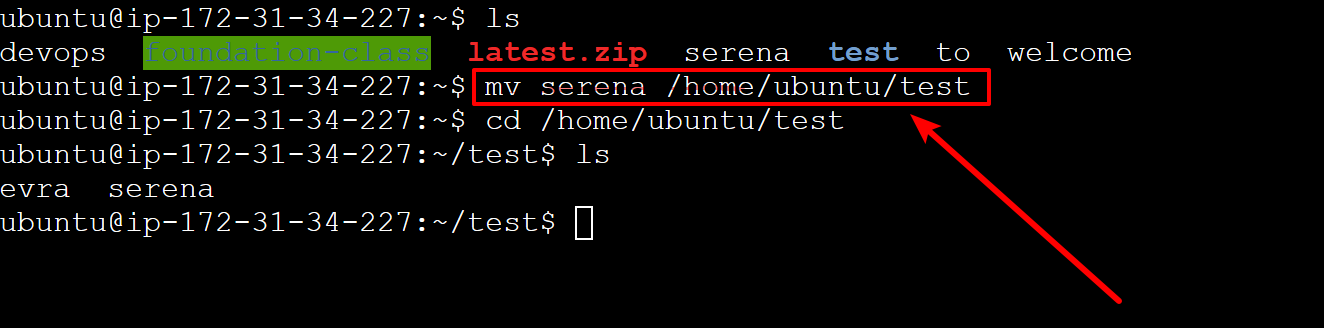 ubuntu@ip-172-31-34-227:~$ ls
devops  foundation-class  latest.zip  serena  test  to  welcome
ubuntu@ip-172-31-34-227:~$ mv serena /home/ubuntu/test
ubuntu@ip-172-31-34-227:~$ cd /home/ubuntu/test
ubuntu@ip-172-31-34-227:~/test$ ls
evra  serena
ubuntu@ip-172-31-34-227:~/test$